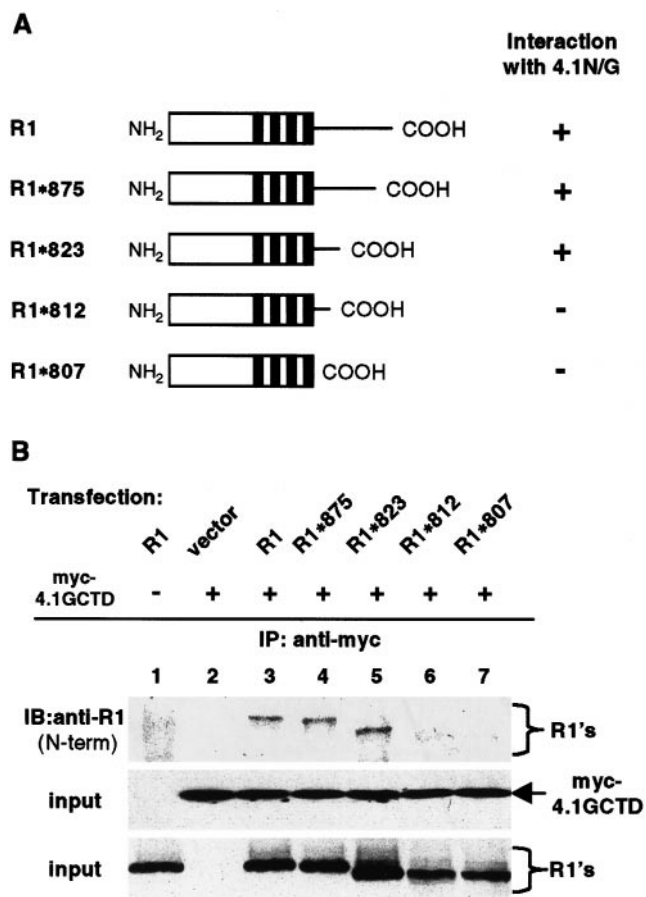 A
Interaction
with 4.1N/G
R1 NH2 COOH +
R1*875 NH2 COOH +
R1*823 NH2 COOH +
R1*812 NH2 COOH -
R1*807 NH2 COOH -
B
Transfection: R1 vector R1 R1*875 R1*823 R1*812 R1*807
myc-
4.1GCTD - + + + + + +
IP: anti-myc
1 2 3 4 5 6 7
IB:anti-R1
(N-term) R1's
input myc-
4.1GCTD
input R1's